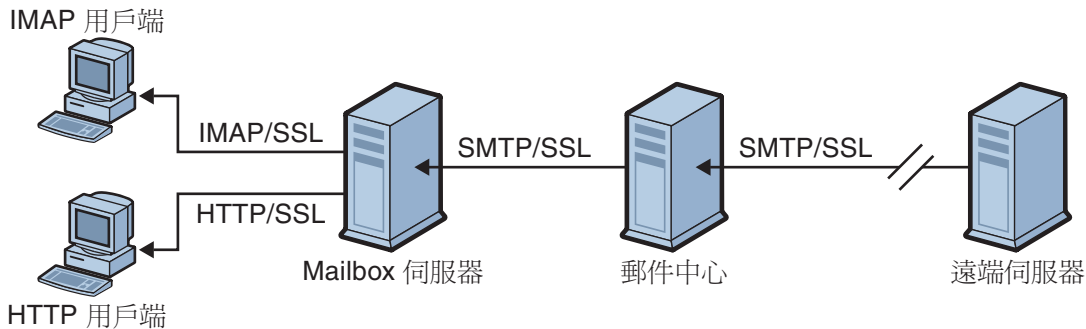 IMAP 用戶端
IMAP/SSL
SMTP/SSL
SMTP/SSL
HTTP/SSL
Mailbox 伺服器
郵件中心
遠端伺服器
HTTP 用戶端